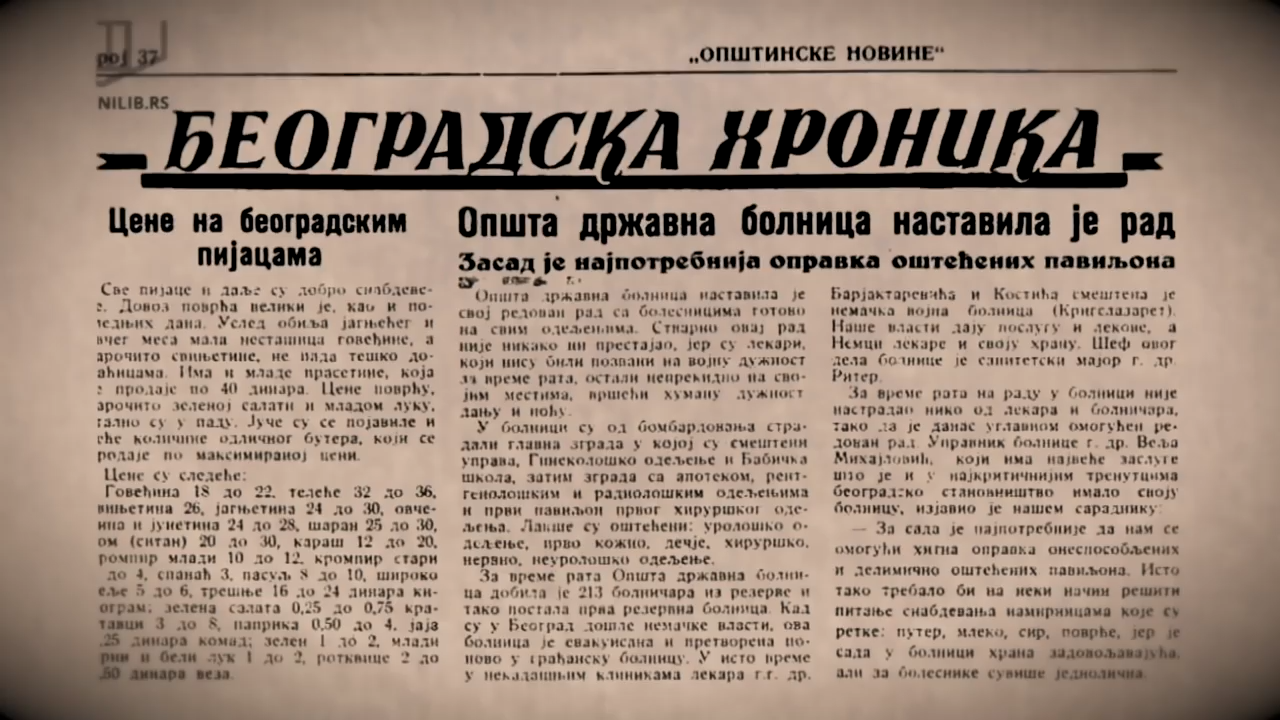 рој 37
„ОПШТИНСКЕ НОВИНЕ“
NILIB.RS
БЕОГРАДСКА ХРОНИКА
Цене на београдским
пијацама
Све пијаце и даље су добро снабдеве-
Довоз поврћа велики је, као и по-
ледњих дана. Услед обиља јагњећег и
вчег меса мала несташица говеђине, а
арочито свињетине, не пада тешко до-
аћицама. Има и младе прасетине, која
продаје по 40 динара. Цене поврћу,
арочито зеленој салати и младом луку,
тално су у паду. Јуче су се појавиле и
ће количине одличног бутера, који се
родаје по максимираној цени.
Цене су следеће:
Говеђина 18 до 22, телеће 32 до 36,
вињетина 26, јагњетина 24 до 30, овче-
ина и јунетина 24 до 28, шаран 25 до 30,
ом (ситан) 20 до 30, караш 12 до 20,
ромпир млади 10 до 12, кромпир стари
до 4, спанаћ 3, пасуљ 8 до 10, широко
еље 5 до 6, трешње 16 до 24 динара ки-
ограм; зелена салата 0,25 до 0,75 кра-
тавци 3 до 8, паприка 0,50 до 4, јаја
,25 динара комад; зелен 1 до 2, млади
рни и бели лук 1 до 2, ротквице 2 до
,50 динара веза.
Општа државна болница наставила је рад
Засад је најпотребнија оправка оштећених павиљона
Општа државна болница наставила је
свој редован рад са болесницима готово
на свим одељенима. Стварно овај рад
није никако ни престајао, јер су лекари,
који нису били позвани на војну дужност
за време рата, остали непрекидно на сво-
јим местима, вршећи хуману дужност
дању и ноћу.
У болници су од бомбардовања стра-
дали главна зграда у којој су смештени
управа, Гинеколошко одељење и Бабичка
школа, затим зграда са апотеком, рент-
генолошким и радиолошким одељењима
и први павиљон првог хируршког оде-
љења. Лакше су оштећени: уролошко о-
дељење, прво кожно, дечје, хируршко,
нервно, неуролошко одељење.
За време рата Општа државна болни-
ца добила је 213 болничара из резерве и
тако постала прва резервна болница. Кад
су у Београд дошле немачке власти, ова
болница је евакуисана и претворена по-
ново у грађанску болницу. У исто време
у некадашњим клиникама лекара г.г. др.
Барјактаревића и Костића смештена је
немачка војна болница (Кригслазарет).
Наше власти дају послугу и лекове, а
Немци лекаре и своју храну. Шеф овог
дела болнице је санитетски мајор г. др.
Ритер.
За време рата на раду у болници није
настрадао нико од лекара и болничара,
тако да је данас углавном омогућен ре-
дован рад. Управник болнице г. др. Веља
Михајловић, који има највеће заслуге
што је и у најкритичнијим тренутцима
београдско становништво имало своју
болницу, изјавио је нашем сараднику:
— За сада је најпотребније да нам се
омогући хитна оправка онеспособљених
и делимично оштећених павиљона. Исто
тако требало би на неки начин решити
питање снабдевања намирницама које су
ретке: путер, млеко, сир, поврће, јер је
сада у болници храна задовољавајућа,
али за болеснике сувише једнолична.